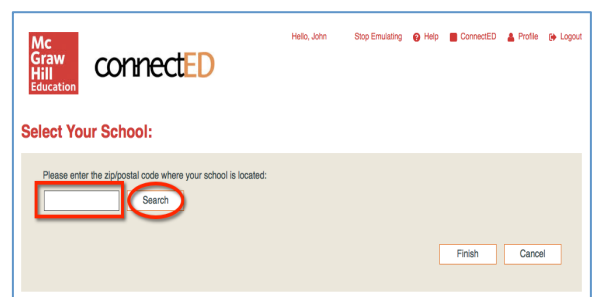 Mc
Graw
Hill
Education
connectED
Hello, John Stop Emulating Help ConnectED Profile Logout
Select Your School:
Please enter the zip/postal code where your school is located:
Search
Finish Cancel